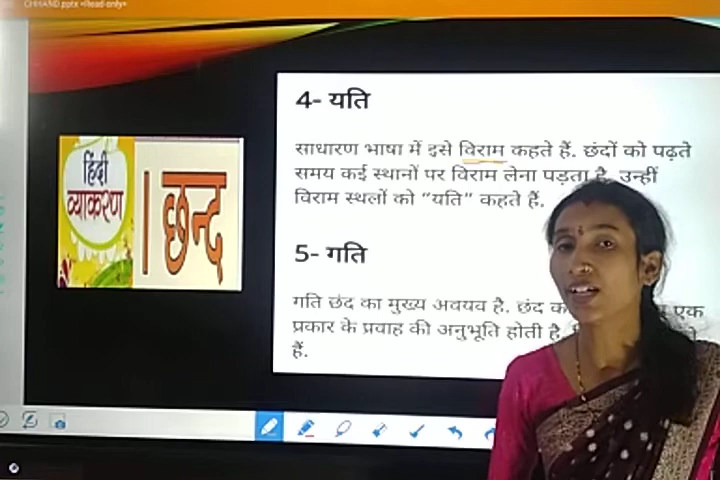 CHHAND.pptx <Read-only>
4- यति
साधारण भाषा में इसे विराम कहते हैं. छंदों को पढ़ते
समय कई स्थानों पर विराम लेना पड़ता है. उन्हीं
विराम स्थलों को “यति” कहते हैं.
हिंदी
व्याकरण
छन्द
5- गति
गति छंद का मुख्य अवयव है. छंद एक
प्रकार के प्रवाह की अनुभूति होती है
हैं.